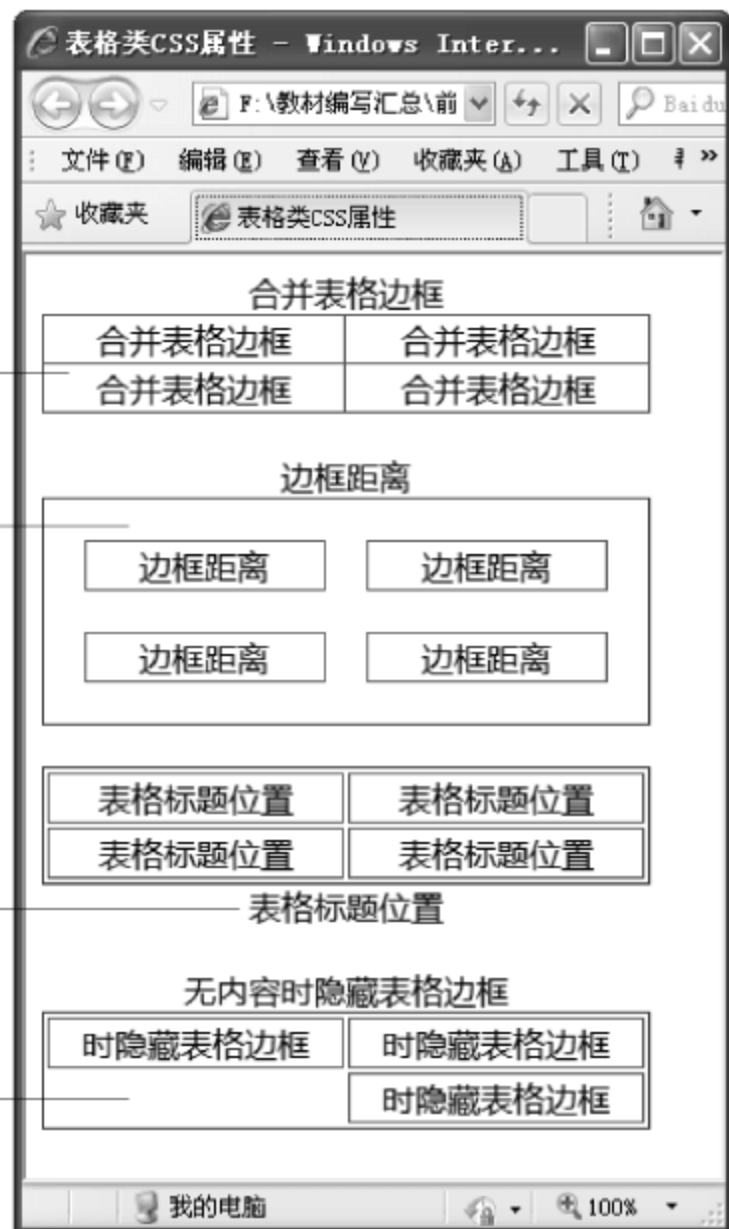 表格类CSS属性 - Windows Inter...
F:\教材编写汇总\前 Baidu
文件(F) 编辑(E) 查看(V) 收藏夹(A) 工具(T) »
收藏夹 表格类CSS属性
合并表格边框
合并表格边框 合并表格边框
合并表格边框 合并表格边框
边框距离
边框距离 边框距离
边框距离 边框距离
表格标题位置 表格标题位置
表格标题位置 表格标题位置
表格标题位置
无内容时隐藏表格边框
时隐藏表格边框 时隐藏表格边框
时隐藏表格边框
我的电脑 100%